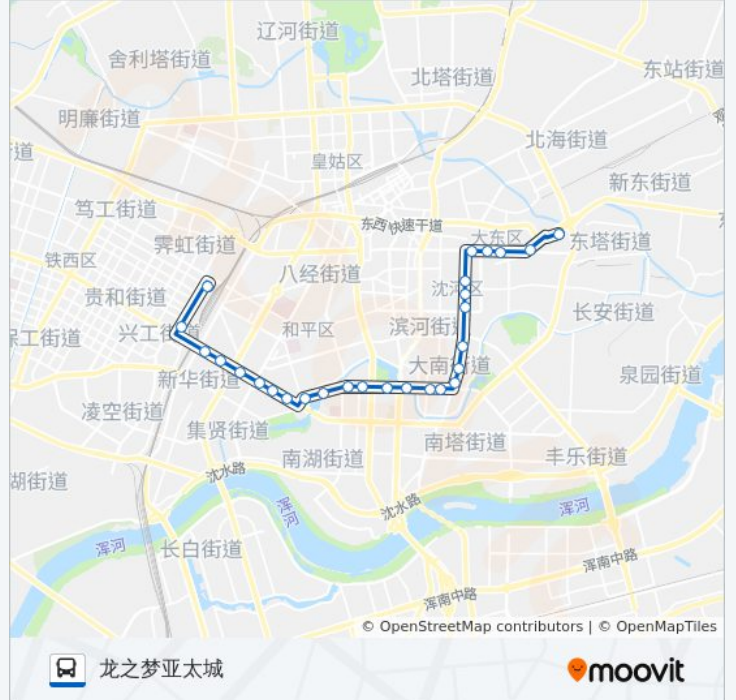 辽河街道
舍利塔街道
东站街道
北塔街道
明廉街道
北海街道
道
皇姑区
新东街道
笃工街道
东西快速干道
大东区
东塔街道
霁虹街道
铁西区
八经街道
沈河区
贵和街道
长安街道
兴工街道
和平区
滨河街道
保工街道
大南街道
新华街道
泉园街道
凌空街道
集贤街道
南塔街道
南湖街道
丰乐街道
沈水路
湖街道
浑河
沈水路
浑河
浑河
长白街道
浑南中路
浑南中路
© OpenStreetMap contributors | © OpenMapTiles
龙之梦亚太城
moovit